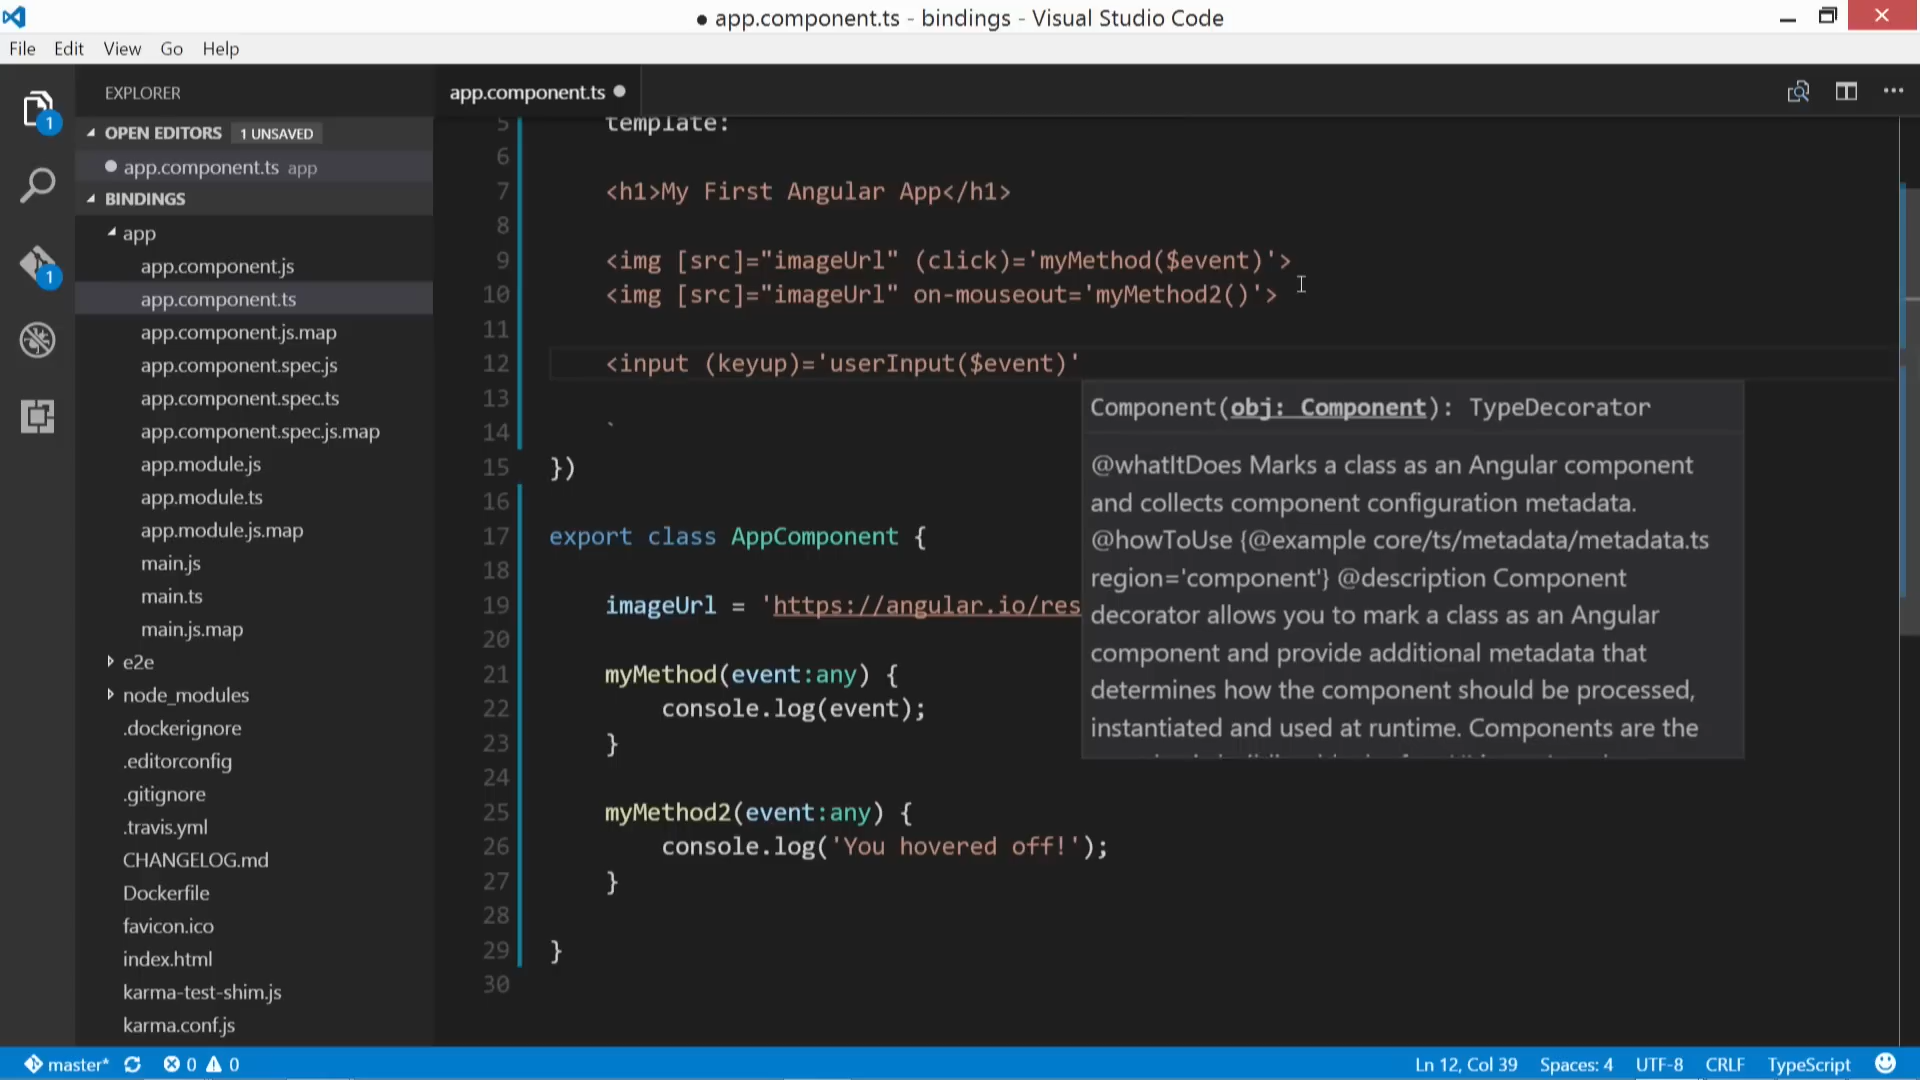 ● app.component.ts - bindings - Visual Studio Code
File Edit View Go Help
EXPLORER
OPEN EDITORS 1 UNSAVED
app.component.ts app
BINDINGS
app
app.component.js
app.component.ts
app.component.js.map
app.component.spec.js
app.component.spec.ts
app.component.spec.js.map
app.module.js
app.module.ts
app.module.js.map
main.js
main.ts
main.js.map
e2e
node_modules
.dockerignore
.editorconfig
.gitignore
.travis.yml
CHANGELOG.md
Dockerfile
favicon.ico
index.html
karma-test-shim.js
karma.conf.js
1
1
app.component.ts
5 template:
6
7 <h1>My First Angular App</h1>
8
9 <img [src]="imageUrl" (click)='myMethod($event)'>
10 <img [src]="imageUrl" on-mouseout='myMethod2()'>
11
12 <input (keyup)='userInput($event)'
13
14 `
15 })
16
17 export class AppComponent {
18
19 imageUrl = 'https://angular.io/res
20
21 myMethod(event:any) {
22 console.log(event);
23 }
24
25 myMethod2(event:any) {
26 console.log('You hovered off!');
27 }
28
29 }
30
Component(obj: Component): TypeDecorator
@whatItDoes Marks a class as an Angular component
and collects component configuration metadata.
@howToUse {@example core/ts/metadata/metadata.ts
region='component'} @description Component
decorator allows you to mark a class as an Angular
component and provide additional metadata that
determines how the component should be processed,
instantiated and used at runtime. Components are the
master* 0 0 Ln 12, Col 39 Spaces: 4 UTF-8 CRLF TypeScript